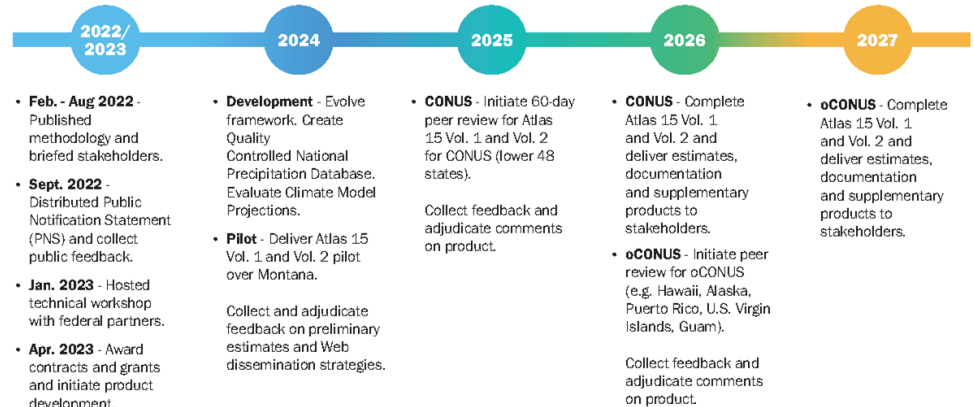 2022/
2023
2024
2025
2026
2027
• Feb. - Aug 2022 -
Published
methodology and
briefed stakeholders.
• Sept. 2022 -
Distributed Public
Notification Statement
(PNS) and collect
public feedback.
• Jan. 2023 - Hosted
technical workshop
with federal partners.
• Apr. 2023 - Award
contracts and grants
and initiate product
development.
• Development - Evolve
framework. Create
Quality
Controlled National
Precipitation Database.
Evaluate Climate Model
Projections.
• Pilot - Deliver Atlas 15
Vol. 1 and Vol. 2 pilot
over Montana.
Collect and adjudicate
feedback on preliminary
estimates and Web
dissemination strategies.
• CONUS - Initiate 60-day
peer review for Atlas
15 Vol. 1 and Vol. 2
for CONUS (lower 48
states).
Collect feedback and
adjudicate comments
on product.
• CONUS - Complete
Atlas 15 Vol. 1
and Vol. 2 and
deliver estimates,
documentation
and supplementary
products to
stakeholders.
• oCONUS - Initiate peer
review for oCONUS
(e.g. Hawaii, Alaska,
Puerto Rico, U.S. Virgin
Islands, Guam).
Collect feedback and
adjudicate comments
on product.
• oCONUS - Complete
Atlas 15 Vol. 1
and Vol. 2 and
deliver estimates,
documentation
and supplementary
products to
stakeholders.